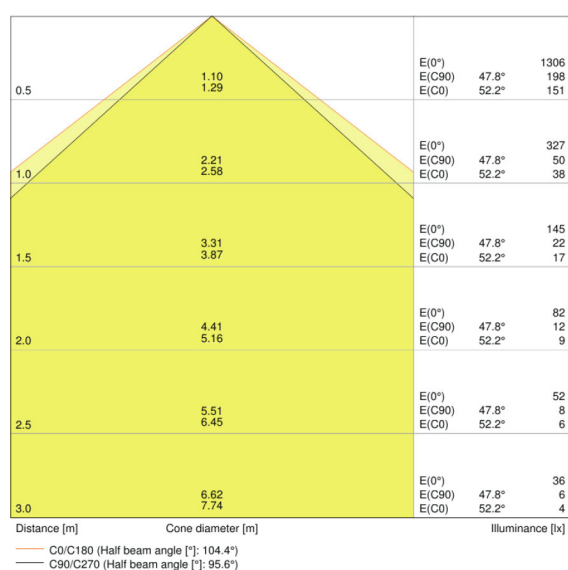 E(0°) 1306
1.10 E(C90) 47.8° 198
0.5 1.29 E(C0) 52.2° 151
E(0°) 327
2.21 E(C90) 47.8° 50
1.0 2.58 E(C0) 52.2° 38
E(0°) 145
3.31 E(C90) 47.8° 22
1.5 3.87 E(C0) 52.2° 17
E(0°) 82
4.41 E(C90) 47.8° 12
2.0 5.16 E(C0) 52.2° 9
E(0°) 52
5.51 E(C90) 47.8° 8
2.5 6.45 E(C0) 52.2° 6
E(0°) 36
6.62 E(C90) 47.8° 6
3.0 7.74 E(C0) 52.2° 4
Distance [m] Cone diameter [m] Illuminance [lx]
C0/C180 (Half beam angle [°]: 104.4°)
C90/C270 (Half beam angle [°]: 95.6°)